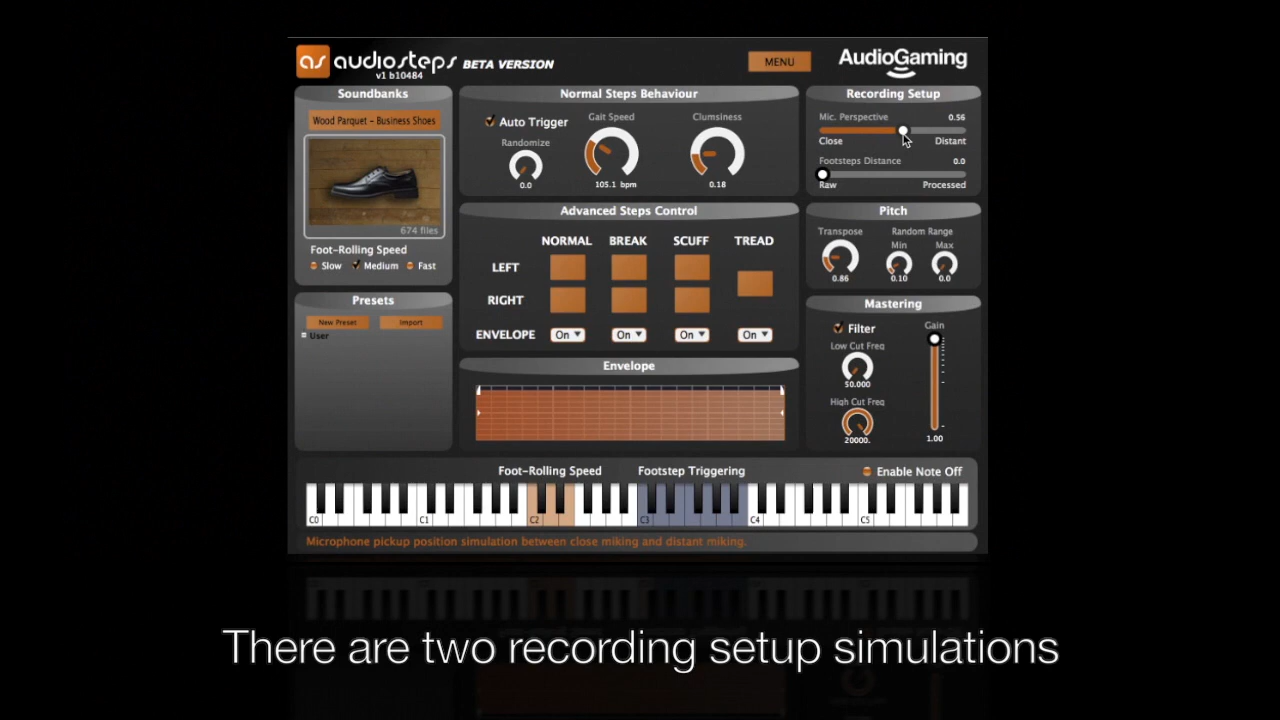 as audiosteps BETA VERSION
v1 b10484
MENU
AudioGaming
Soundbanks
Wood Parquet - Business Shoes
674 files
Foot-Rolling Speed
Slow Medium Fast
Presets
New Preset Import
User
Normal Steps Behaviour
Auto Trigger
Randomize
0.0
Gait Speed
105.1 bpm
Clumsiness
0.18
Advanced Steps Control
NORMAL BREAK SCUFF TREAD
LEFT
RIGHT
ENVELOPE On On On On
Envelope
Recording Setup
Mic. Perspective 0.56
Close Distant
Footsteps Distance 0.0
Raw Processed
Pitch
Transpose Random Range
Min Max
0.86 0.10 0.0
Mastering
Filter Gain
Low Cut Freq
50.000
High Cut Freq
20000.
1.00
Foot-Rolling Speed Footstep Triggering Enable Note Off
C0 C1 C2 C3 C4 C5
Microphone pickup position simulation between close miking and distant miking.
There are two recording setup simulations